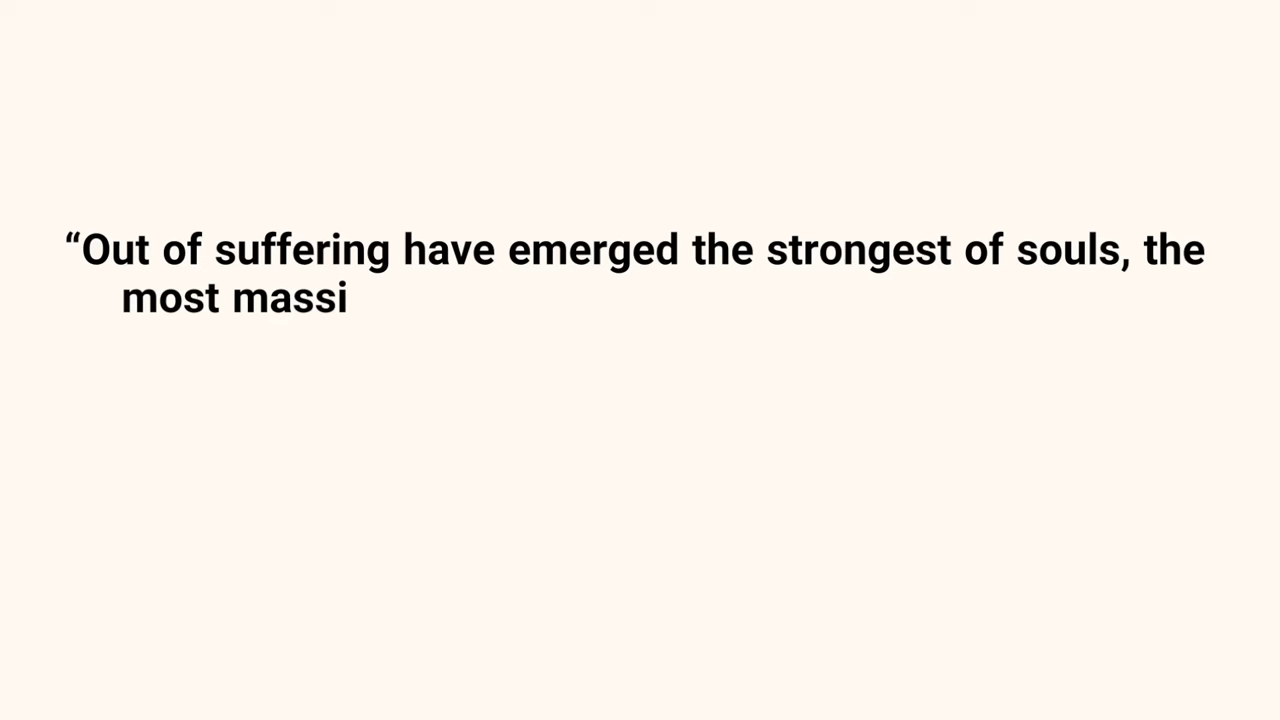 “Out of suffering have emerged the strongest of souls, the
most massi